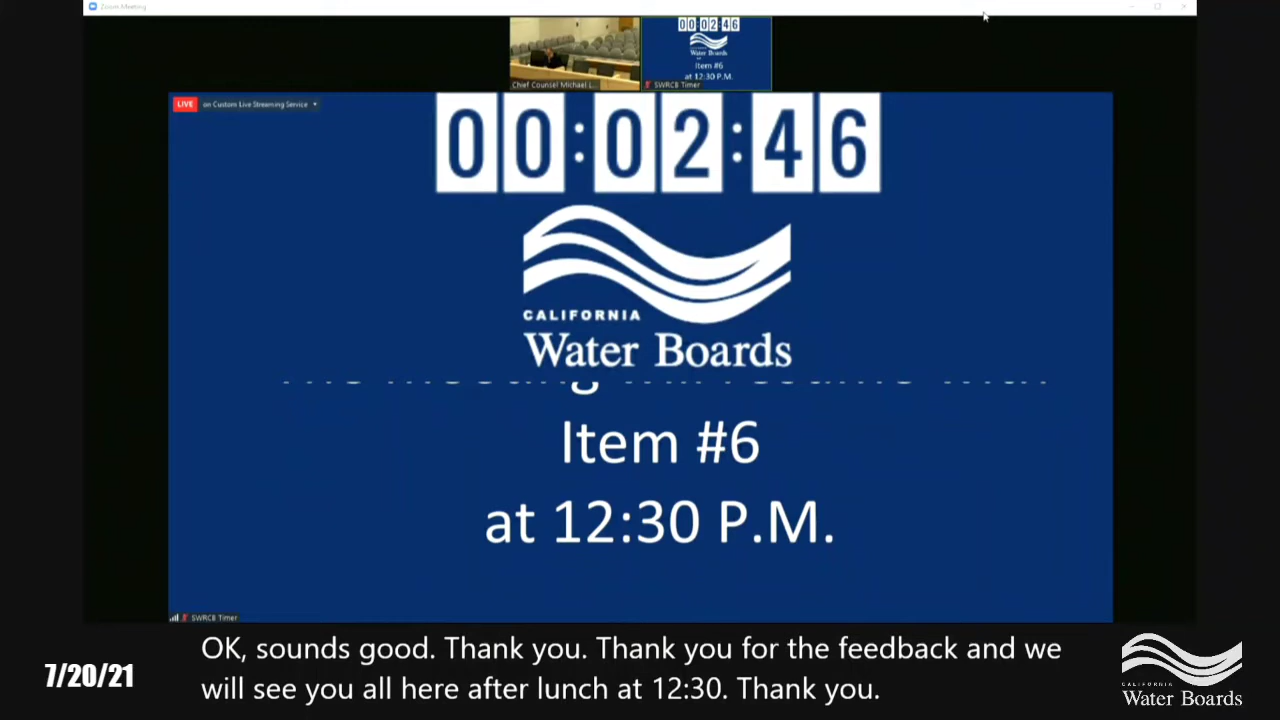 Zoom Meeting
00:02:46
Water Boards
Item #6
at 12:30 P.M.
Chief Counsel Michael L...
SWRCB Timer
LIVE on Custom Live Streaming Service
00:02:46
CALIFORNIA
Water Boards
Item #6
at 12:30 P.M.
SWRCB Timer
OK, sounds good. Thank you. Thank you for the feedback and we
will see you all here after lunch at 12:30. Thank you.
7/20/21
CALIFORNIA
Water Boards